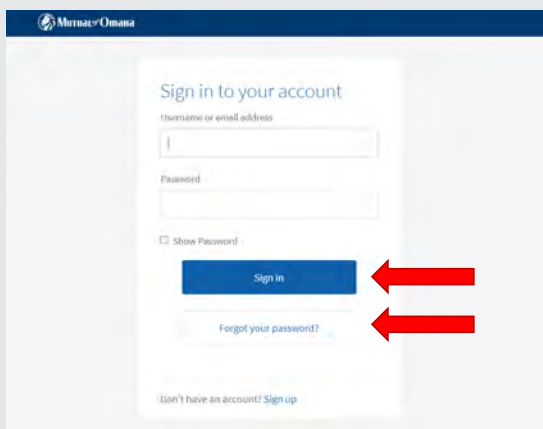 Mutual of Omaha
Sign in to your account
Username or email address
Password
Show Password
Sign in
Forgot your password?
Don't have an account? Sign up